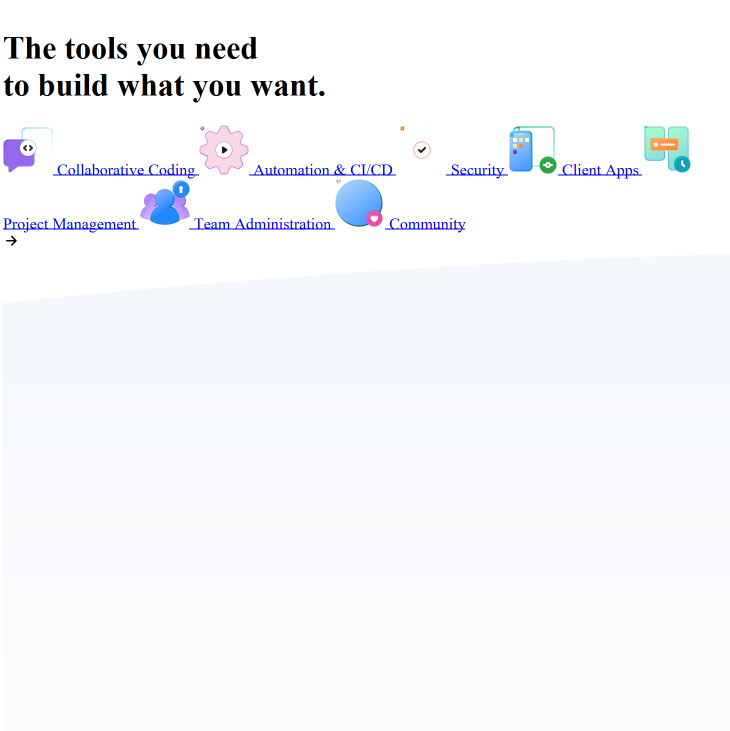 The tools you need
to build what you want.
Collaborative Coding Automation & CI/CD Security Client Apps
Project Management Team Administration Community